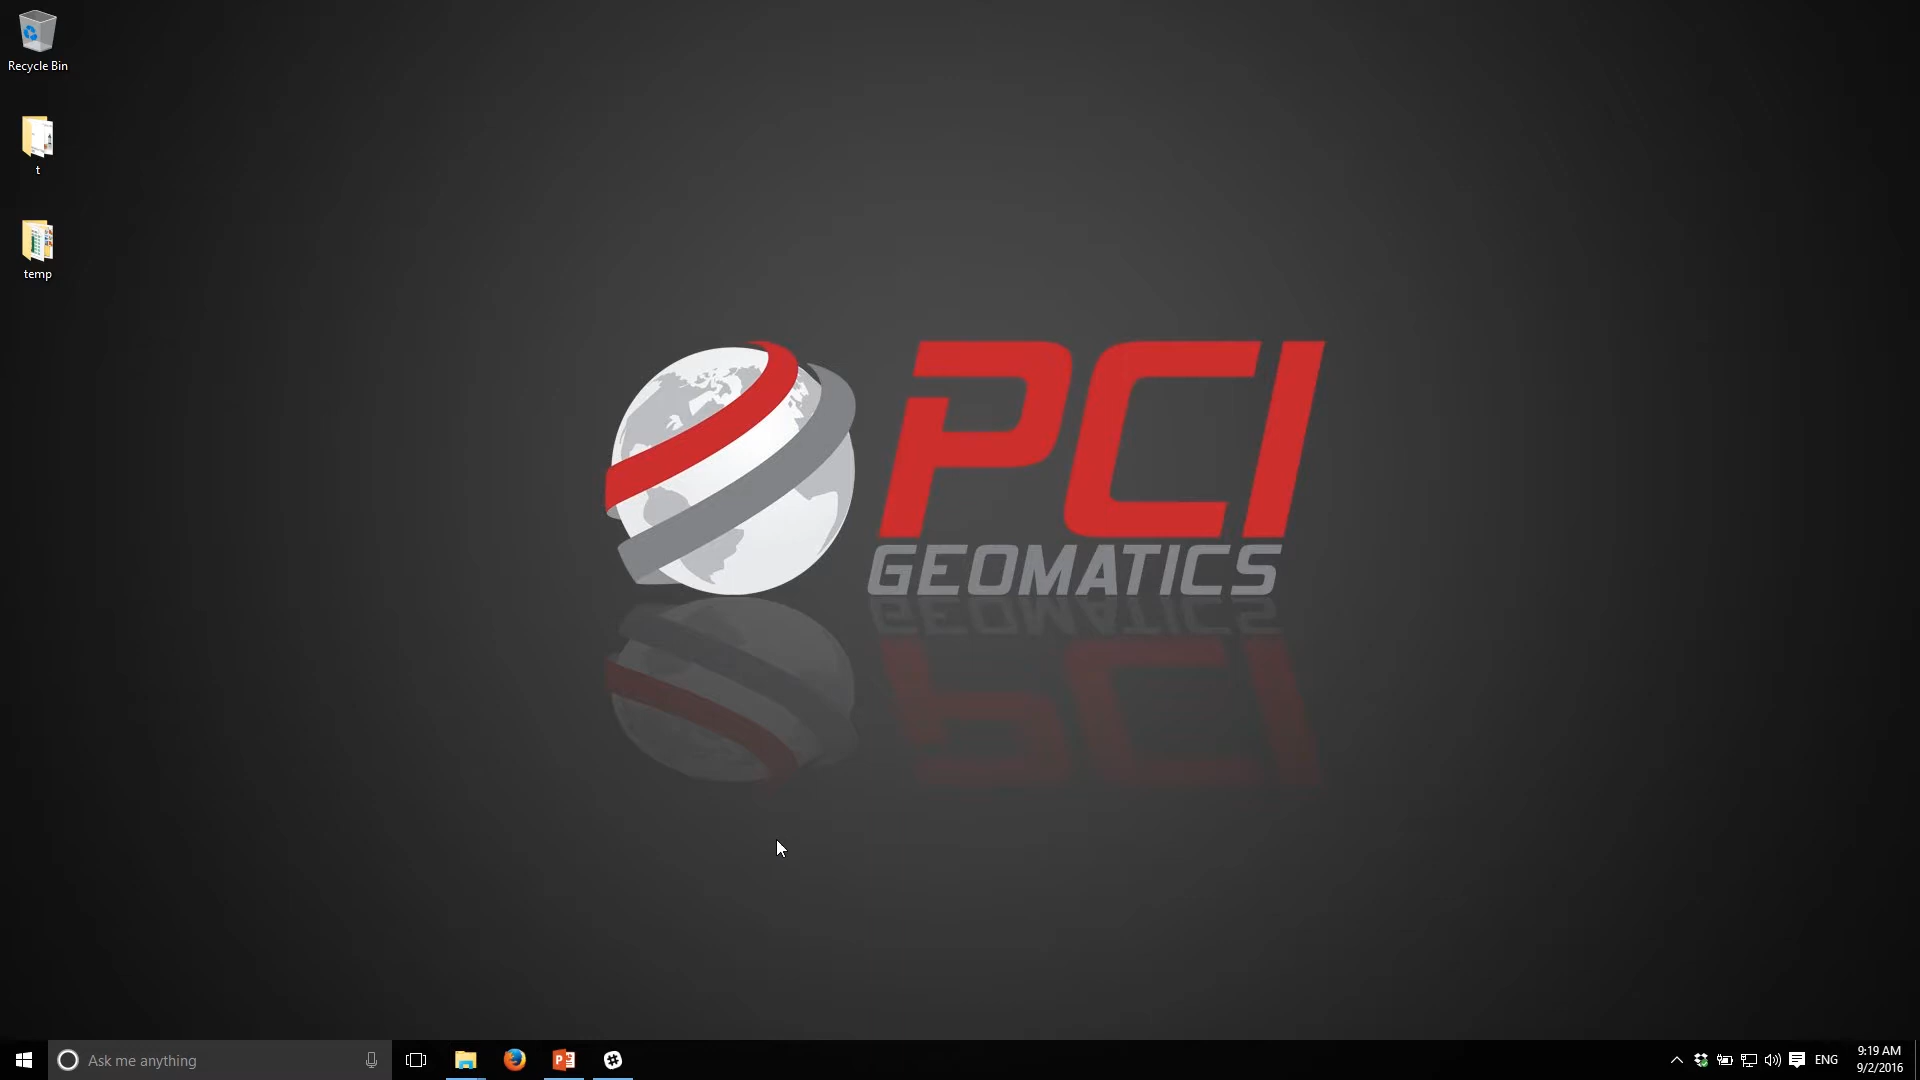 Recycle Bin
t
temp
PCI
GEOMATICS
Ask me anything
ENG
9:19 AM
9/2/2016